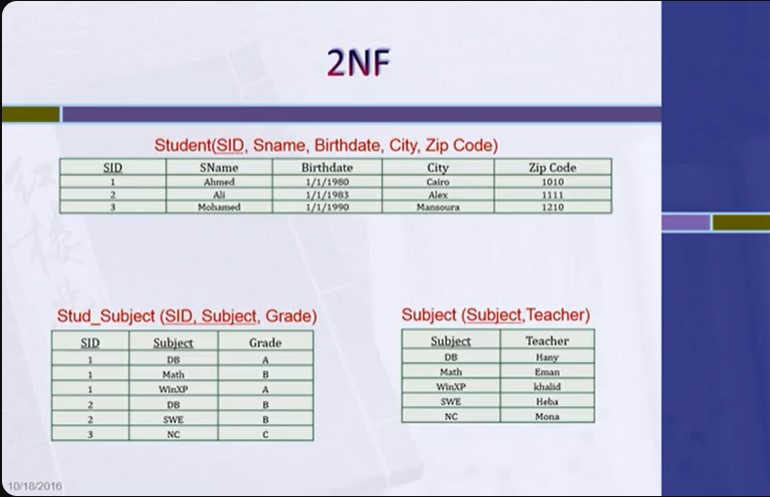 2NF
Student(SID, Sname, Birthdate, City, Zip Code)
SID SName Birthdate City Zip Code
1 Ahmed 1/1/1980 Cairo 1010
2 Ali 1/1/1983 Alex 1111
3 Mohamed 1/1/1990 Mansoura 1210
Stud_Subject (SID, Subject, Grade)
SID Subject Grade
1 DB A
1 Math B
1 WinXP A
2 DB B
2 SWE B
3 NC C
Subject (Subject,Teacher)
Subject Teacher
DB Hany
Math Eman
WinXP khalid
SWE Heba
NC Mona
10/18/2016